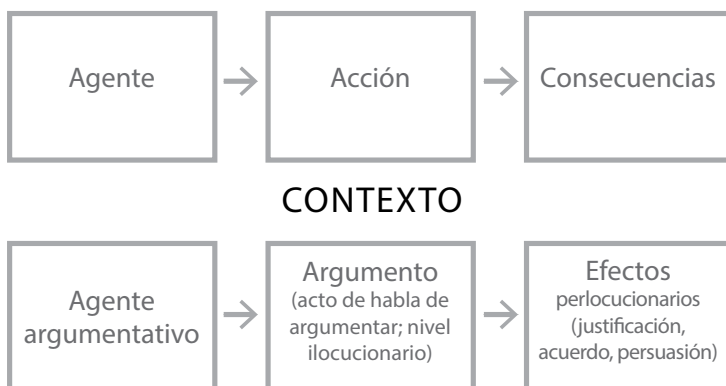 Agente
Acción
Consecuencias
CONTEXTO
Agente
argumentativo
Argumento
(acto de habla de
argumentar; nivel
ilocucionario)
Efectos
perlocucionarios
(justificación,
acuerdo, persuasión)